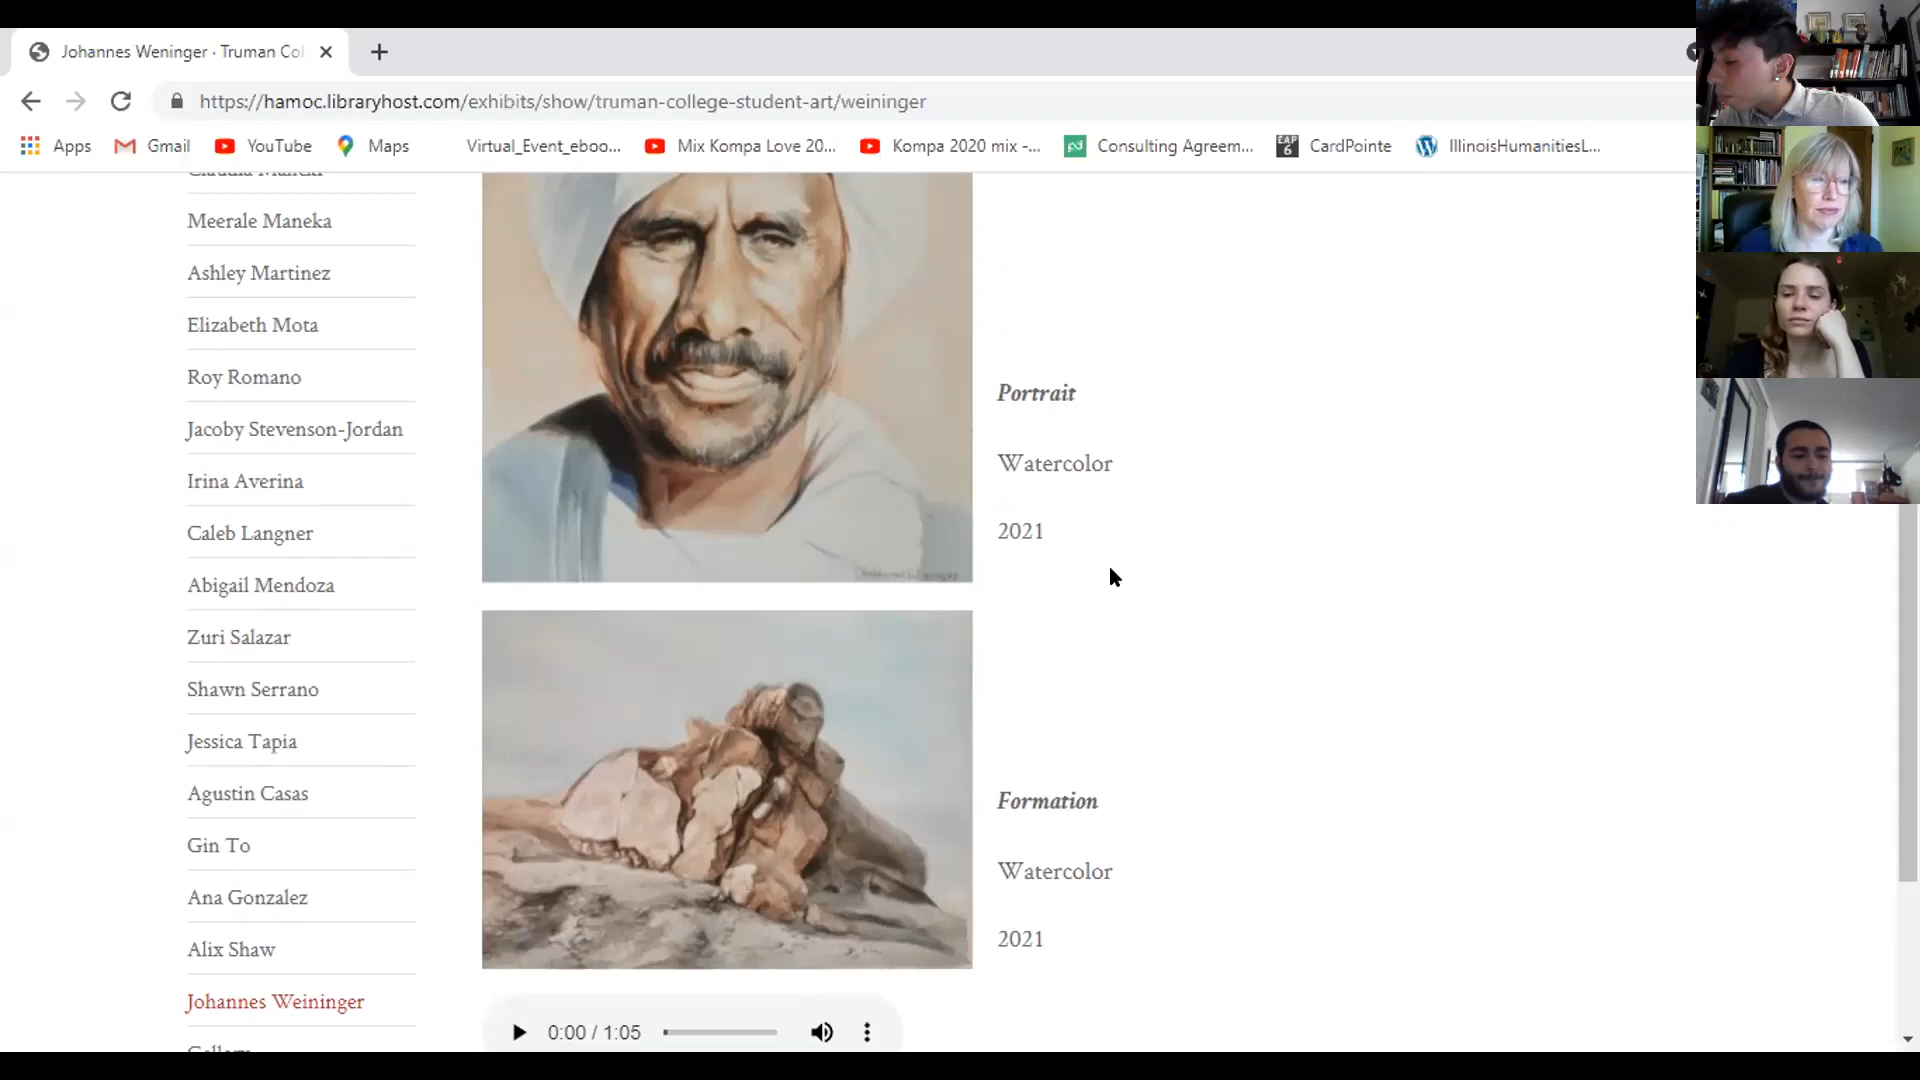 Johannes Weninger · Truman Col
https://hamoc.libraryhost.com/exhibits/show/truman-college-student-art/weininger
Apps Gmail YouTube Maps Virtual_Event_eboo... Mix Kompa Love 20... Kompa 2020 mix -... Consulting Agreem... EAP 6 CardPointe IllinoisHumanitiesL...
Meerale Maneka
Ashley Martinez
Elizabeth Mota
Roy Romano
Jacoby Stevenson-Jordan
Irina Averina
Caleb Langner
Abigail Mendoza
Zuri Salazar
Shawn Serrano
Jessica Tapia
Agustin Casas
Gin To
Ana Gonzalez
Alix Shaw
Johannes Weininger
Portrait
Watercolor
2021
Formation
Watercolor
2021
0:00 / 1:05